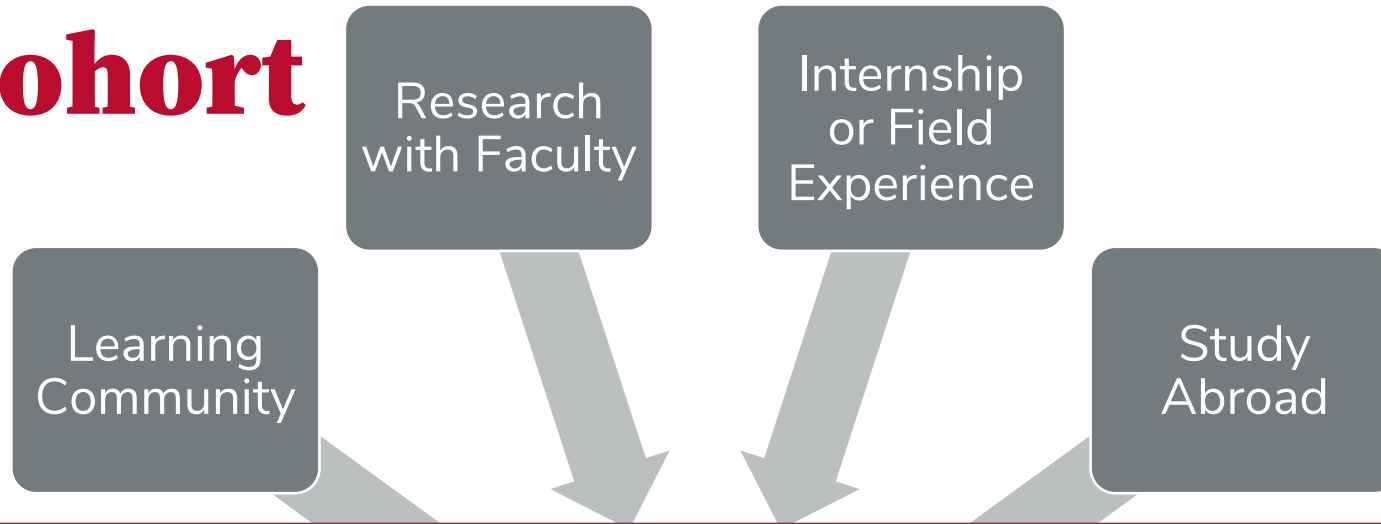 ohort
Research
with Faculty
Internship
or Field
Experience
Learning
Community
Study
Abroad